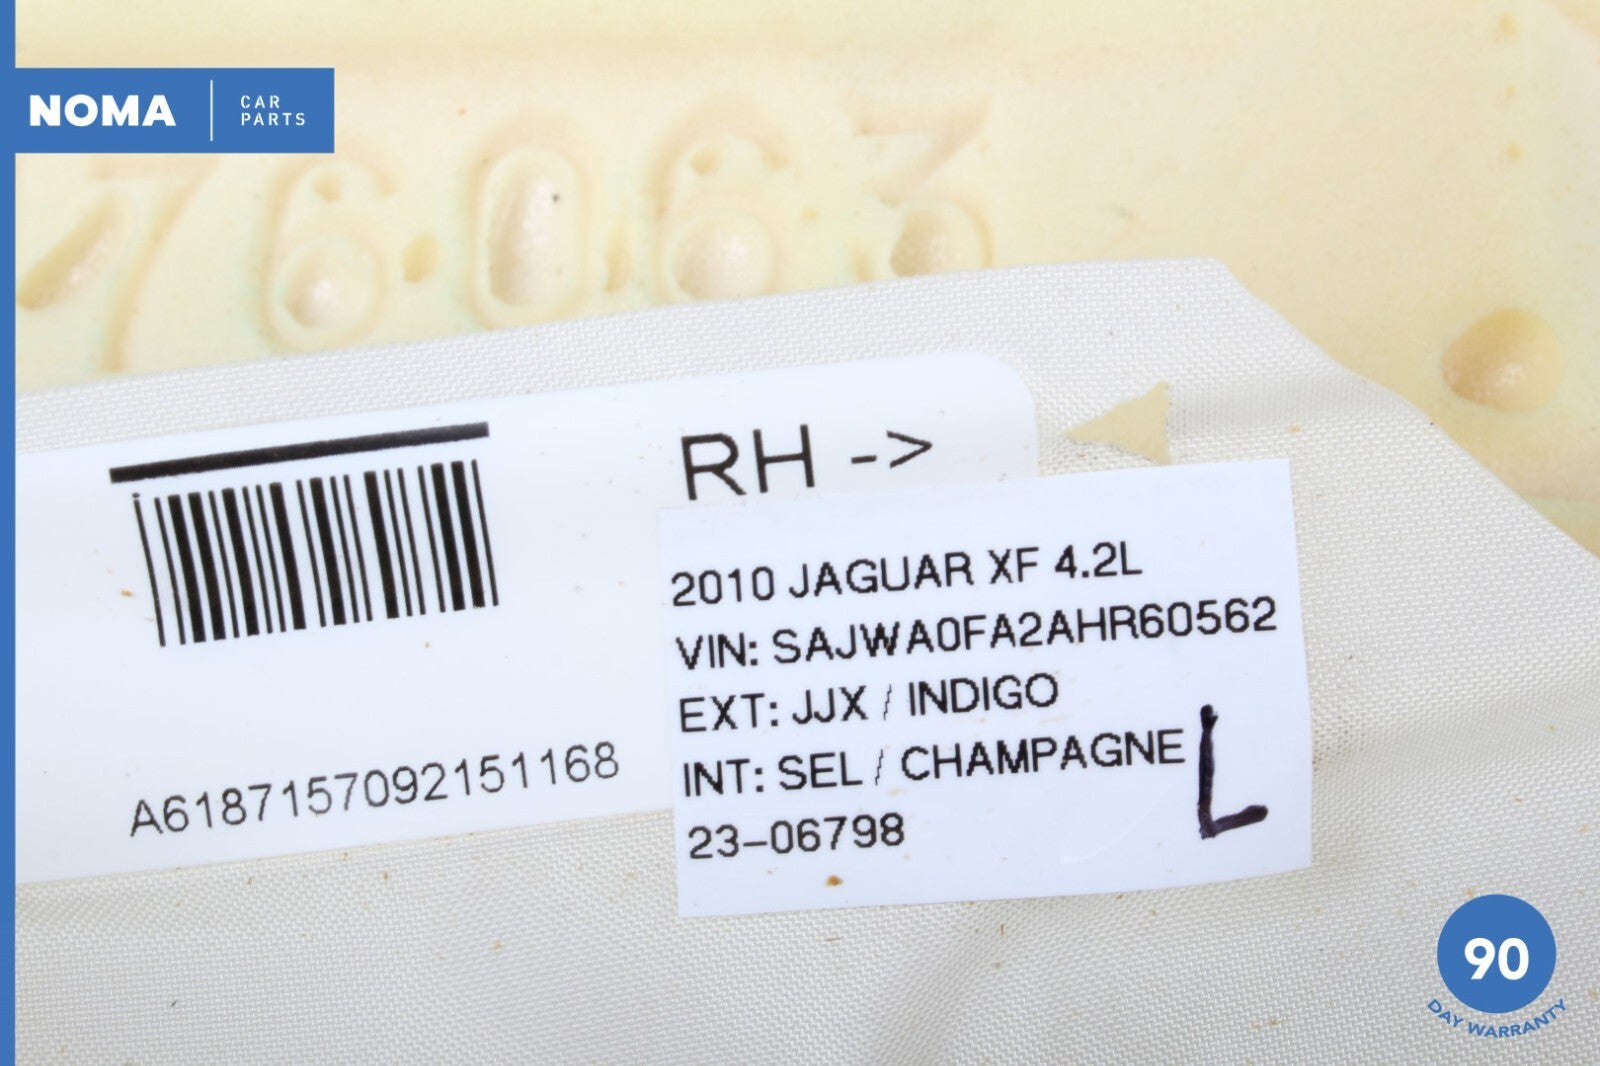 NOMA
CAR
PARTS
76063
RH ->
A6187157092151168
2010 JAGUAR XF 4.2L
VIN: SAJWA0FA2AHR60562
EXT: JJX / INDIGO
INT: SEL / CHAMPAGNE
23-06798
L
90
DAY WARRANTY